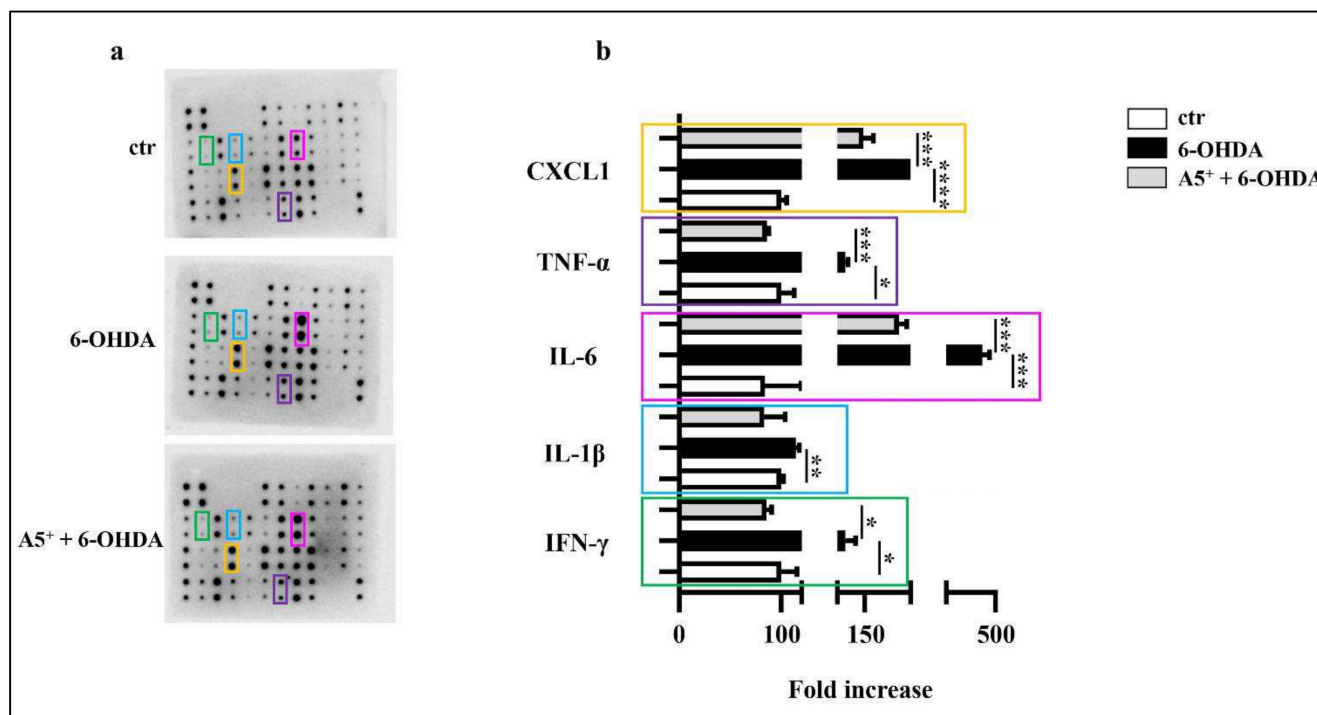 a
b
ctr
6-OHDA
A5⁺ + 6-OHDA
ctr
6-OHDA
A5⁺ + 6-OHDA
CXCL1
***
****
TNF-α
***
*
IL-6
***
***
IL-1β
**
IFN-γ
*
*
0 100 150 500
Fold increase